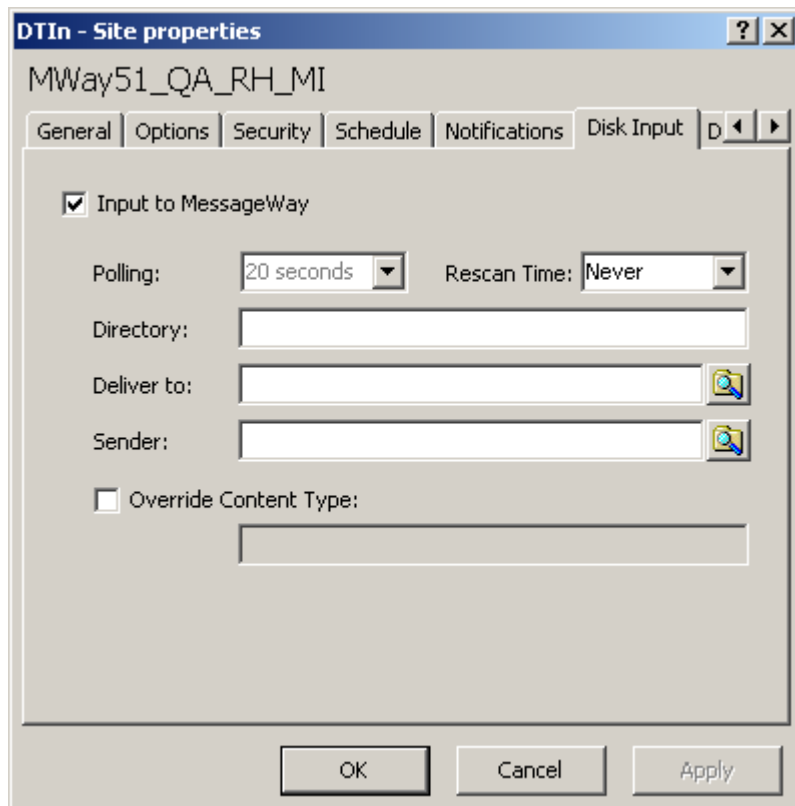 DTIn - Site properties
MWay51_QA_RH_MI
General Options Security Schedule Notifications Disk Input D
Input to MessageWay
Polling: 20 seconds Rescan Time: Never
Directory:
Deliver to:
Sender:
Override Content Type:
OK Cancel Apply